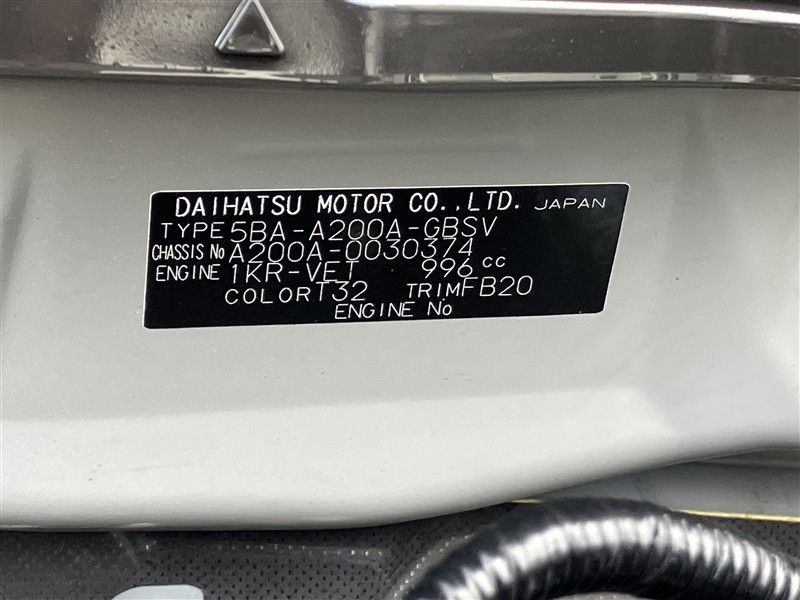 DAIHATSU MOTOR CO.,LTD. JAPAN
TYPE 5BA-A200A-GBSV
CHASSIS No A200A-0030374
ENGINE 1KR-VET 996 cc
COLOR T32 TRIM FB20
ENGINE No